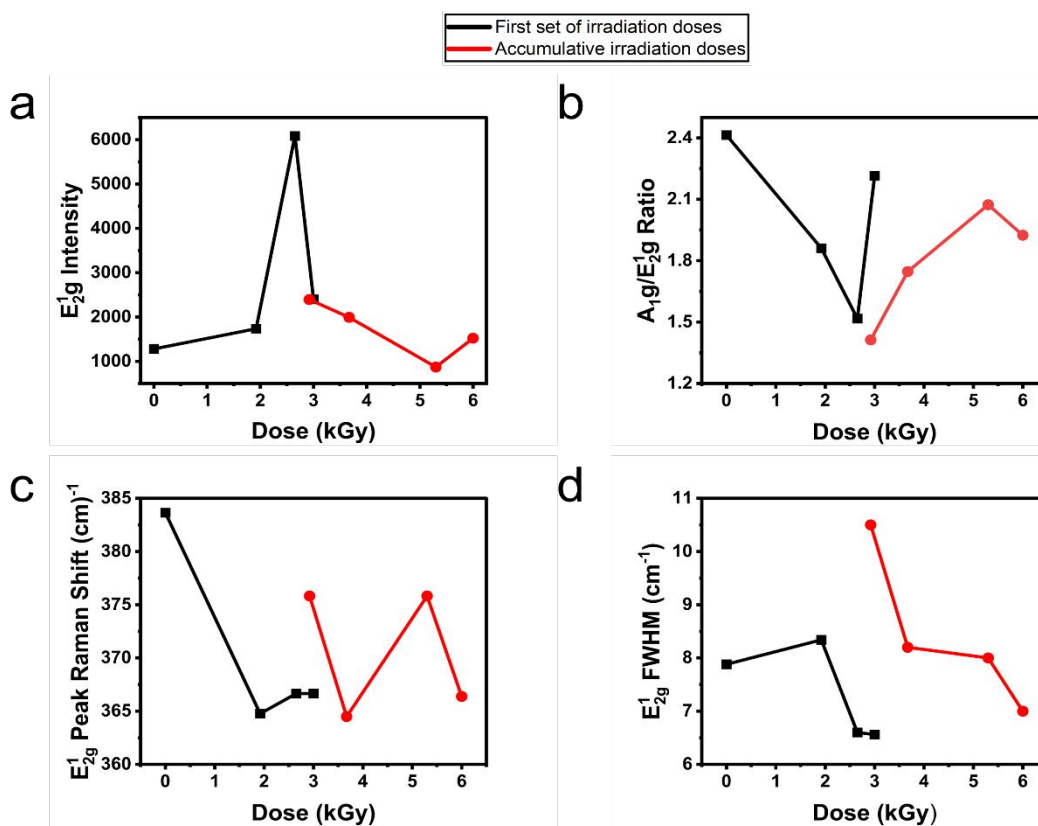 First set of irradiation doses
Accumulative irradiation doses
a
E¹₂g Intensity
6000
5000
4000
3000
2000
1000
0 1 2 3 4 5 6
Dose (kGy)
b
A₁g/E¹₂g Ratio
2.4
2.1
1.8
1.5
1.2
0 1 2 3 4 5 6
Dose (kGy)
c
E¹₂g Peak Raman Shift (cm)⁻¹
385
380
375
370
365
360
0 1 2 3 4 5 6
Dose (kGy)
d
E¹₂g FWHM (cm⁻¹)
11
10
9
8
7
6
0 1 2 3 4 5 6
Dose (kGy)